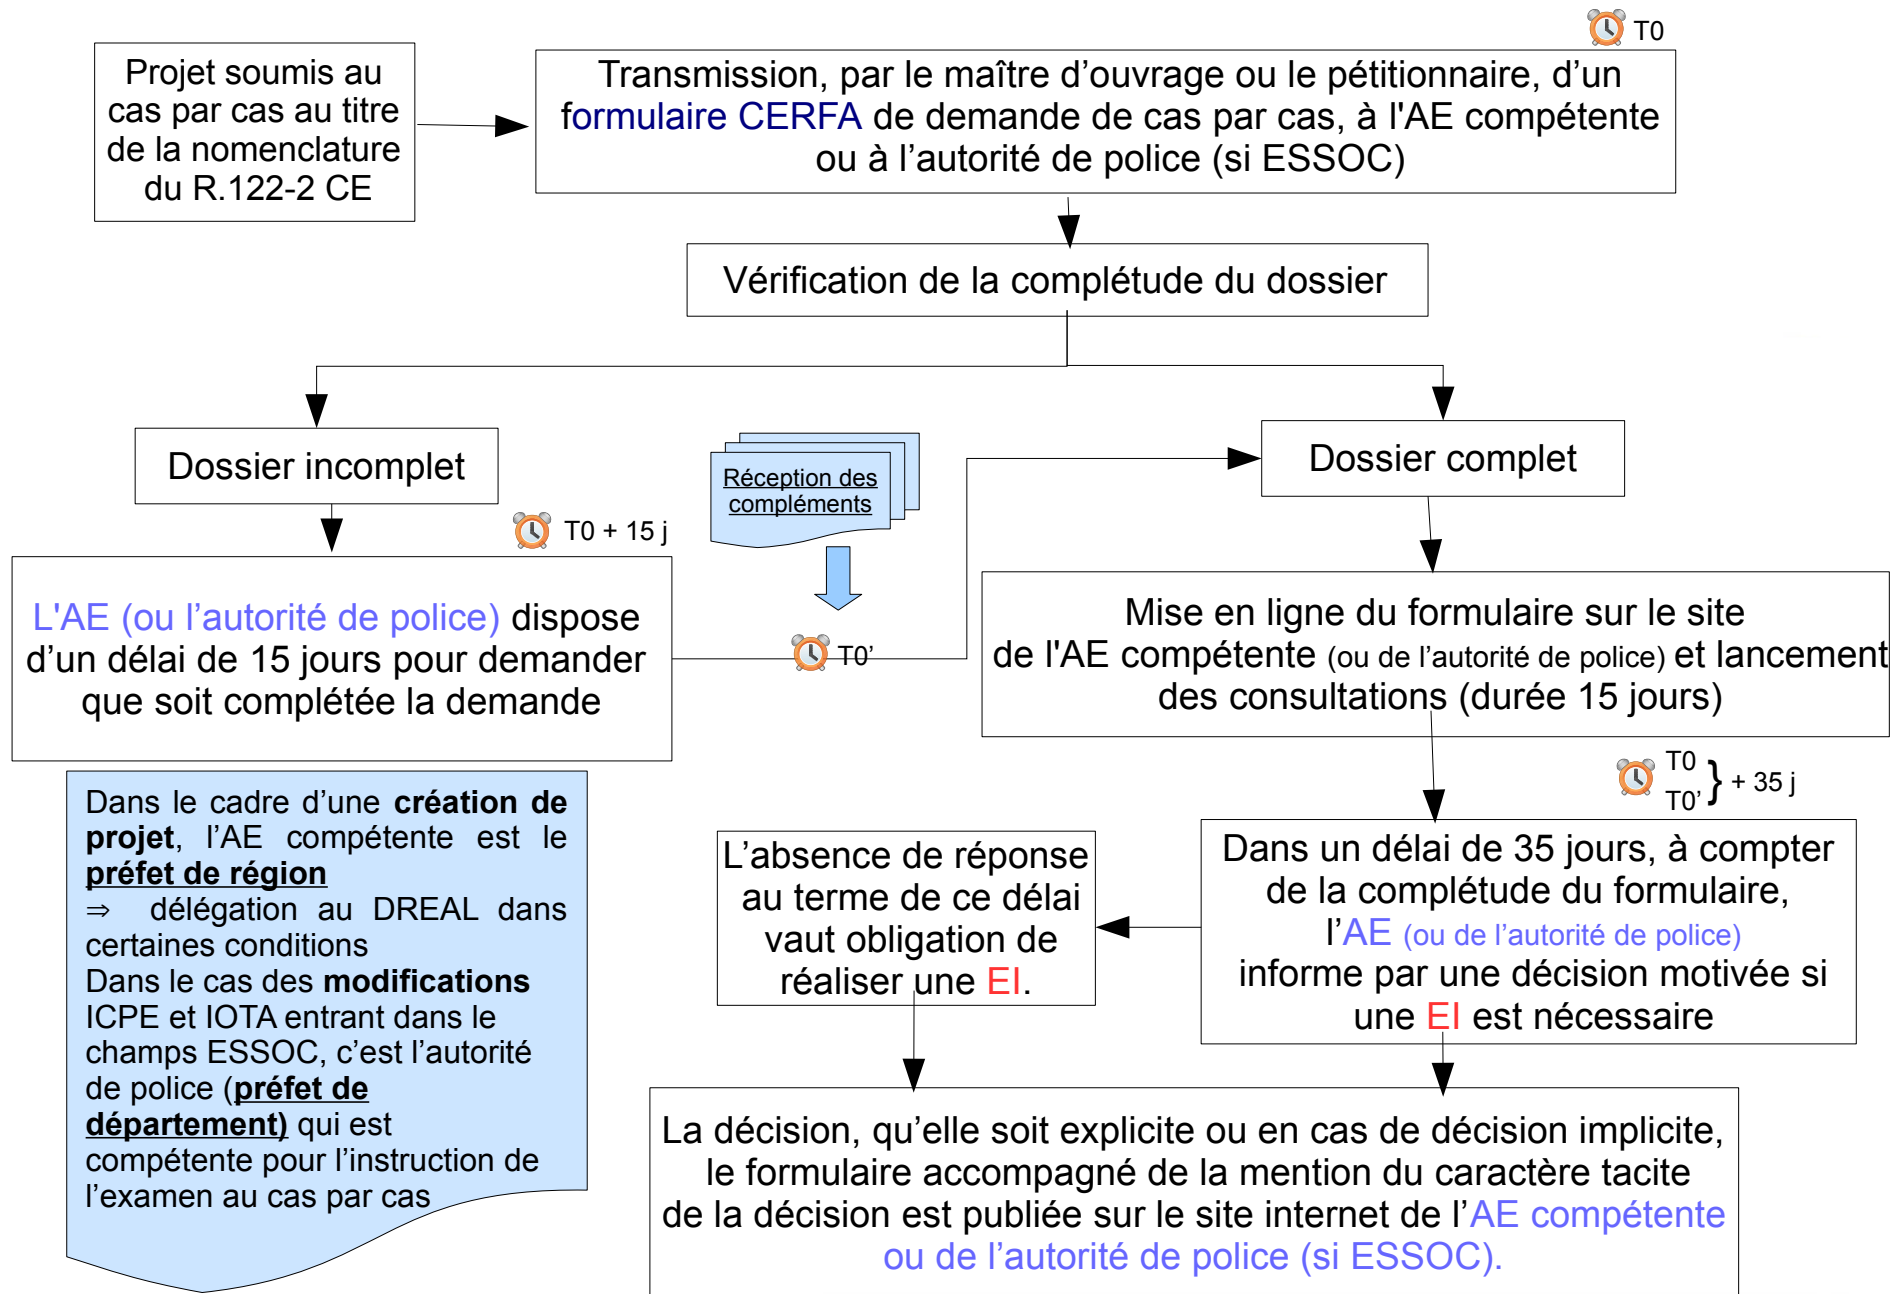 T0
Projet soumis au
cas par cas au titre
de la nomenclature
du R.122-2 CE
Transmission, par le maître d’ouvrage ou le pétitionnaire, d’un
formulaire CERFA de demande de cas par cas, à l'AE compétente
ou à l’autorité de police (si ESSOC)
Vérification de la complétude du dossier
Dossier incomplet
Réception des
compléments
Dossier complet
T0 + 15 j
L'AE (ou l’autorité de police) dispose
d’un délai de 15 jours pour demander
que soit complétée la demande
T0’
Mise en ligne du formulaire sur le site
de l'AE compétente (ou de l’autorité de police) et lancement
des consultations (durée 15 jours)
T0
T0’ } + 35 j
Dans le cadre d’une création de
projet, l’AE compétente est le
préfet de région
⇒ délégation au DREAL dans
certaines conditions
Dans le cas des modifications
ICPE et IOTA entrant dans le
champs ESSOC, c’est l’autorité
de police (préfet de
département) qui est
compétente pour l’instruction de
l’examen au cas par cas
L’absence de réponse
au terme de ce délai
vaut obligation de
réaliser une EI.
Dans un délai de 35 jours, à compter
de la complétude du formulaire,
l’AE (ou de l’autorité de police)
informe par une décision motivée si
une EI est nécessaire
La décision, qu’elle soit explicite ou en cas de décision implicite,
le formulaire accompagné de la mention du caractère tacite
de la décision est publiée sur le site internet de l’AE compétente
ou de l’autorité de police (si ESSOC).